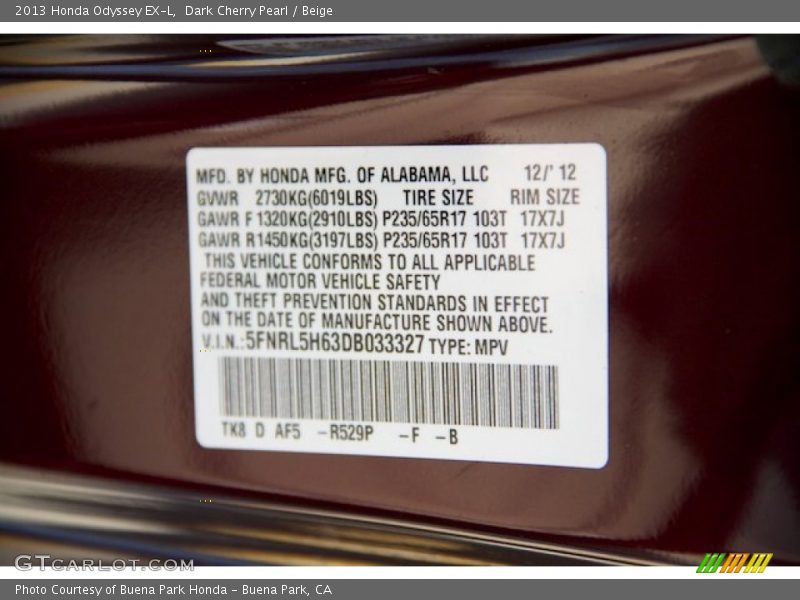 2013 Honda Odyssey EX-L, Dark Cherry Pearl / Beige
MFD. BY HONDA MFG. OF ALABAMA, LLC 12/' 12
GVWR 2730KG(6019LBS) TIRE SIZE RIM SIZE
GAWR F 1320KG(2910LBS) P235/65R17 103T 17X7J
GAWR R1450KG(3197LBS) P235/65R17 103T 17X7J
THIS VEHICLE CONFORMS TO ALL APPLICABLE
FEDERAL MOTOR VEHICLE SAFETY
AND THEFT PREVENTION STANDARDS IN EFFECT
ON THE DATE OF MANUFACTURE SHOWN ABOVE.
V.I.N.:5FNRL5H63DB033327 TYPE: MPV
TK8 D AF5 -R529P -F -B
GTCARLOT.COM
Photo Courtesy of Buena Park Honda - Buena Park, CA